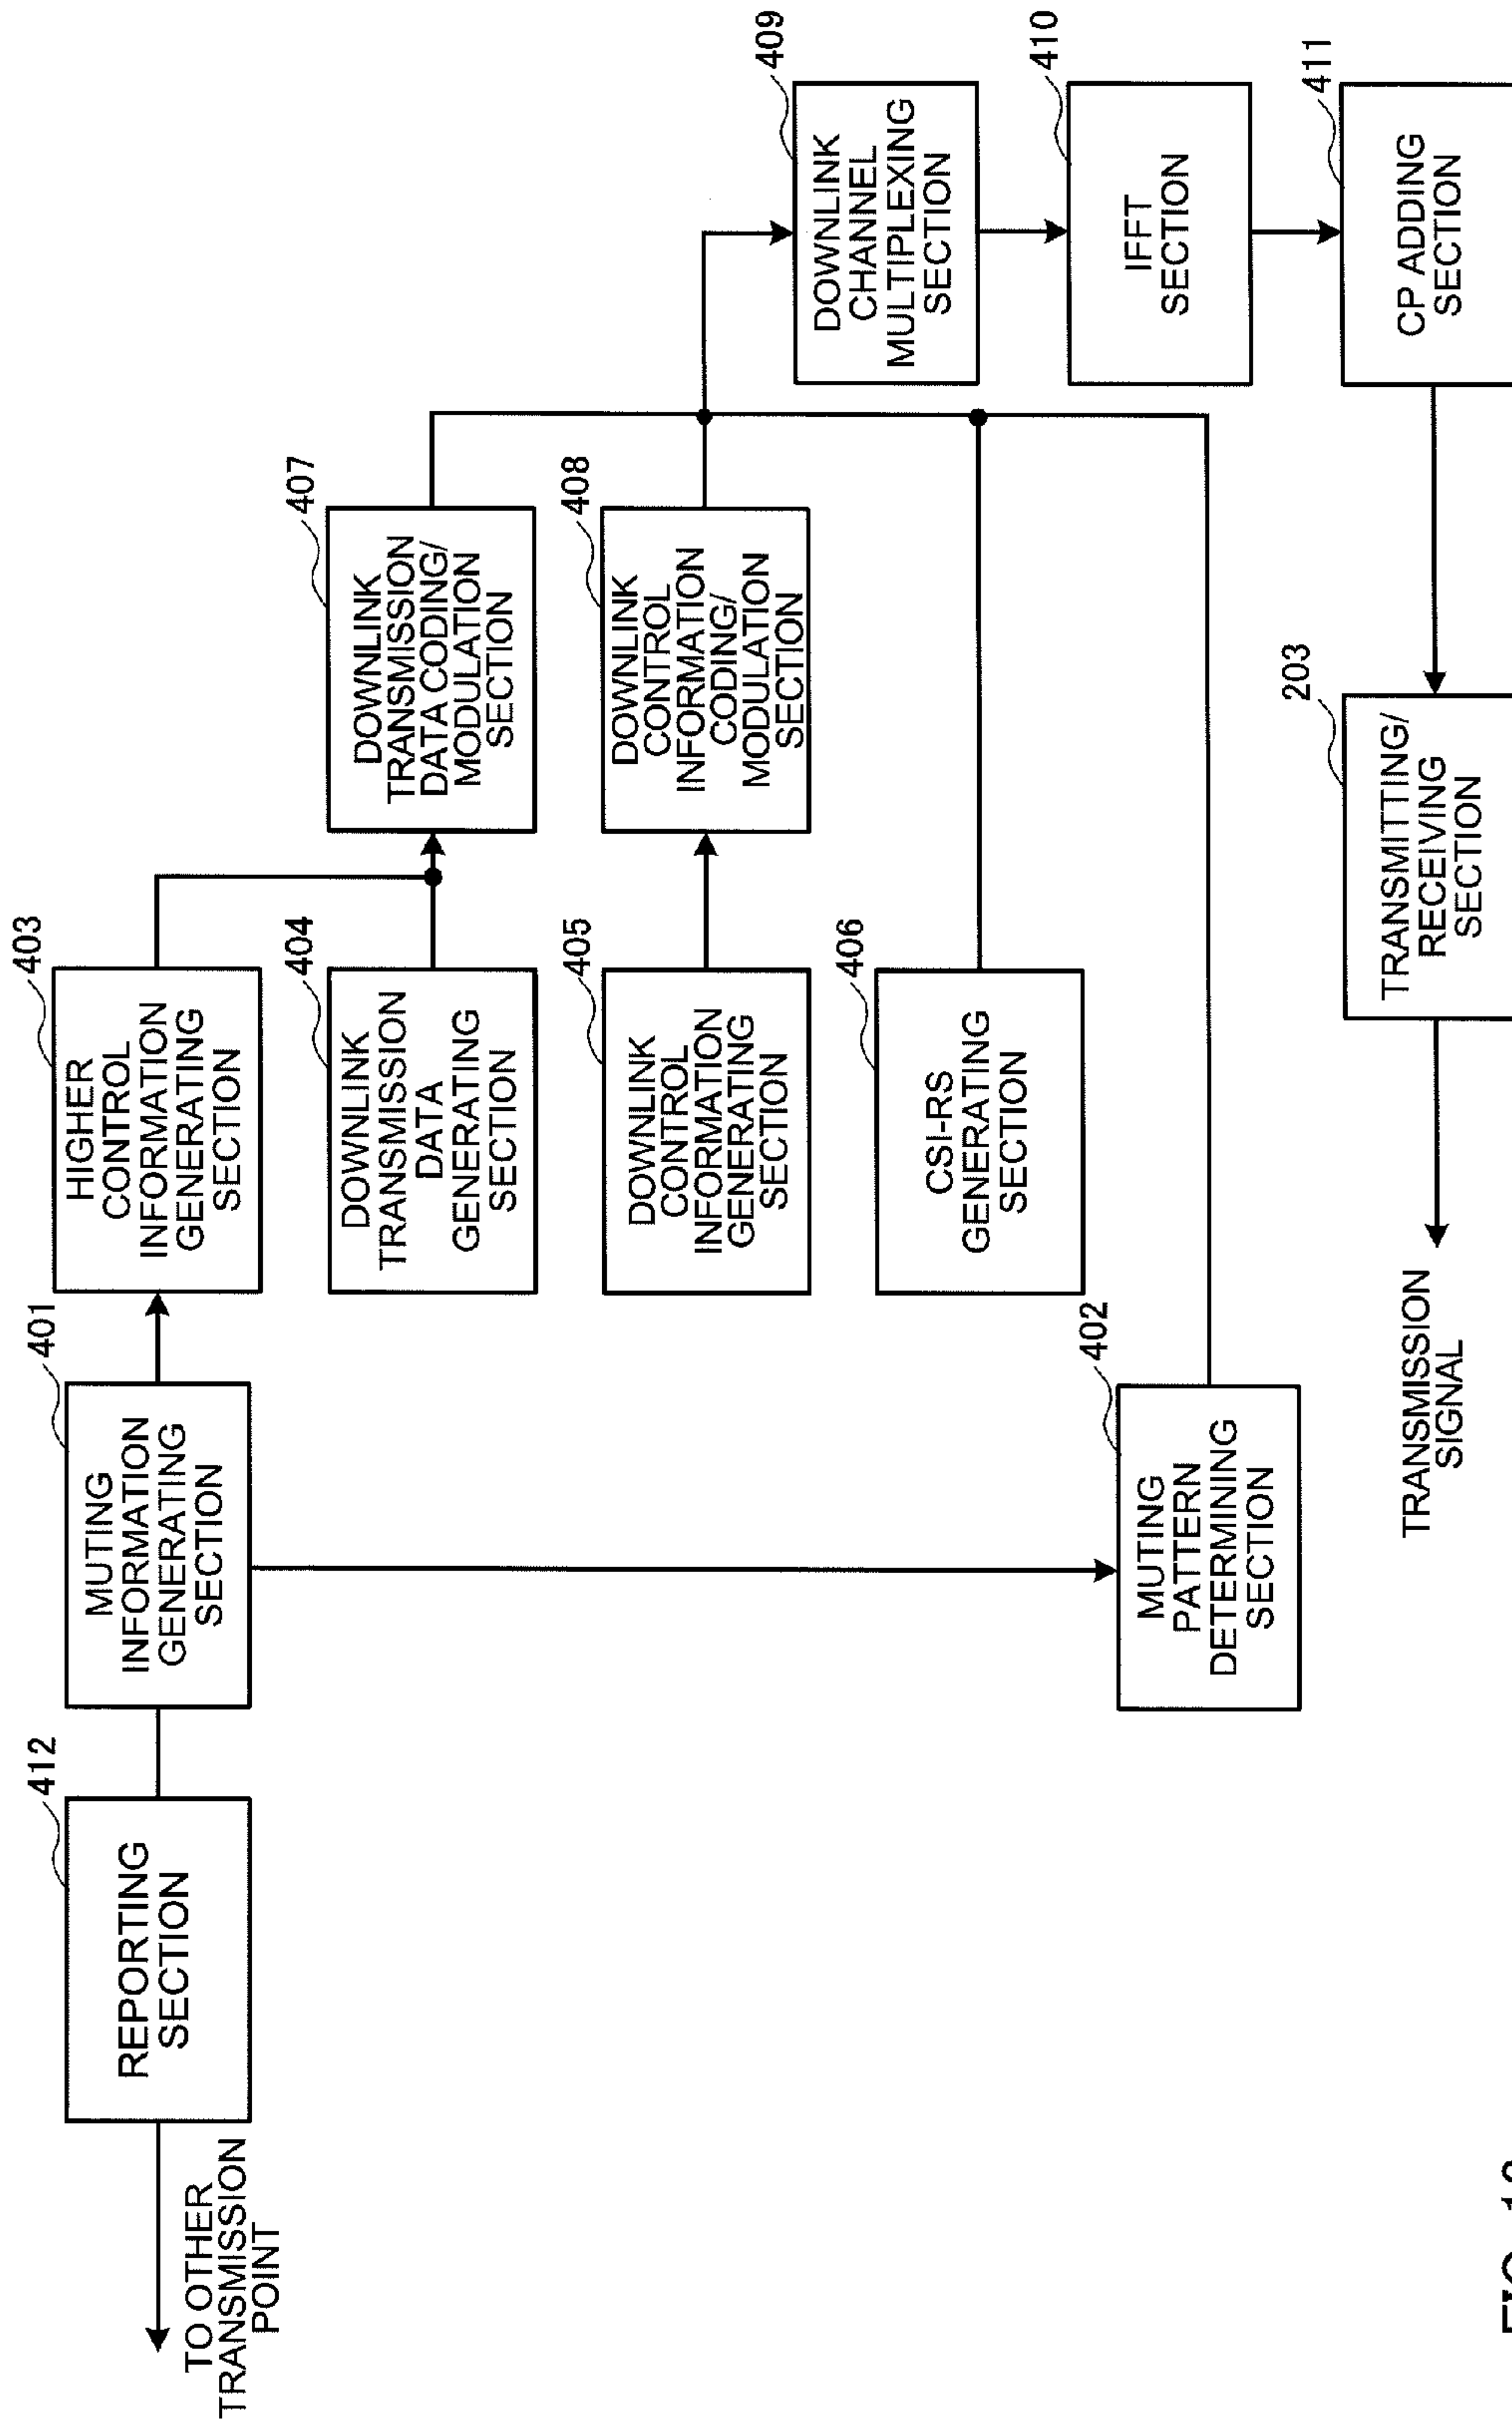 412
REPORTING
SECTION
TO OTHER
TRANSMISSION
POINT
401
MUTING
INFORMATION
GENERATING
SECTION
403
HIGHER
CONTROL
INFORMATION
GENERATING
SECTION
404
DOWNLINK
TRANSMISSION
DATA
GENERATING
SECTION
407
DOWNLINK
TRANSMISSION
DATA CODING/
MODULATION
SECTION
405
DOWNLINK
CONTROL
INFORMATION
GENERATING
SECTION
408
DOWNLINK
CONTROL
INFORMATION
CODING/
MODULATION
SECTION
406
CSI-RS
GENERATING
SECTION
402
MUTING
PATTERN
DETERMINING
SECTION
409
DOWNLINK
CHANNEL
MULTIPLEXING
SECTION
410
IFFT
SECTION
411
CP ADDING
SECTION
203
TRANSMITTING/
RECEIVING
SECTION
TRANSMISSION
SIGNAL
FIG.